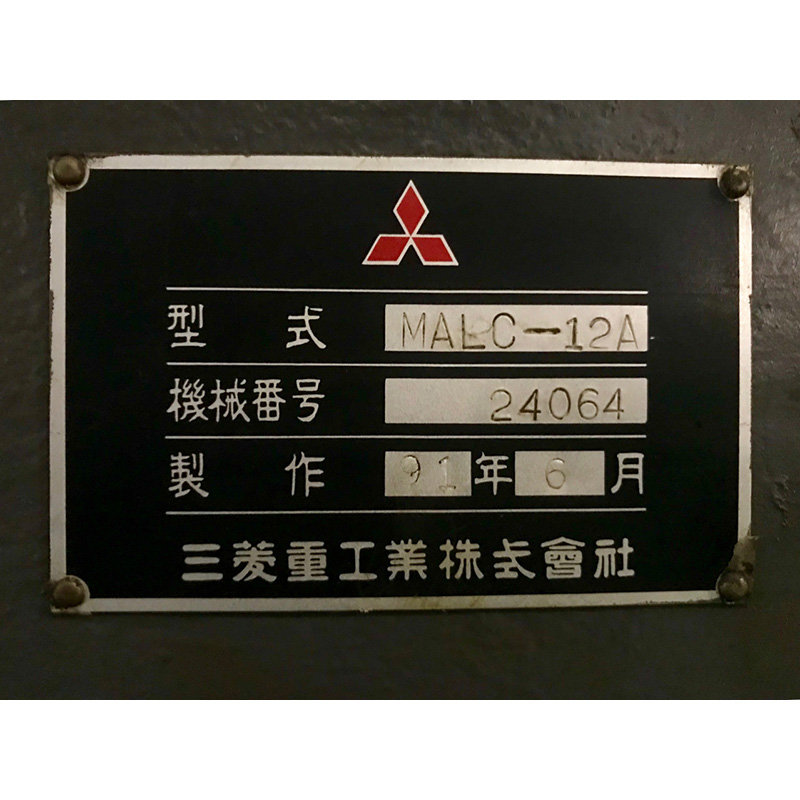 型式 MALC-12A
機械番号 24064
製作 91年6月
三菱重工業株式會社